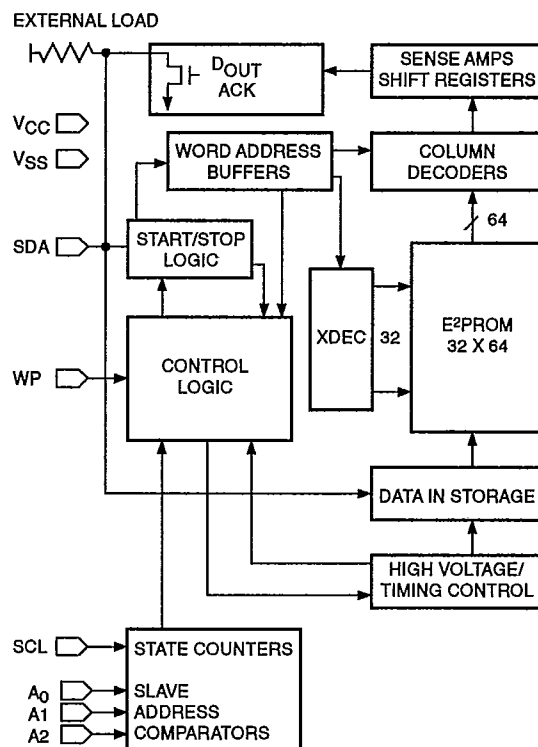 EXTERNAL LOAD
DOUT
ACK
SENSE AMPS
SHIFT REGISTERS
VCC
VSS
WORD ADDRESS
BUFFERS
COLUMN
DECODERS
64
SDA
START/STOP
LOGIC
XDEC
32
E²PROM
32 X 64
WP
CONTROL
LOGIC
DATA IN STORAGE
HIGH VOLTAGE/
TIMING CONTROL
SCL
STATE COUNTERS
A0
SLAVE
A1
ADDRESS
A2
COMPARATORS